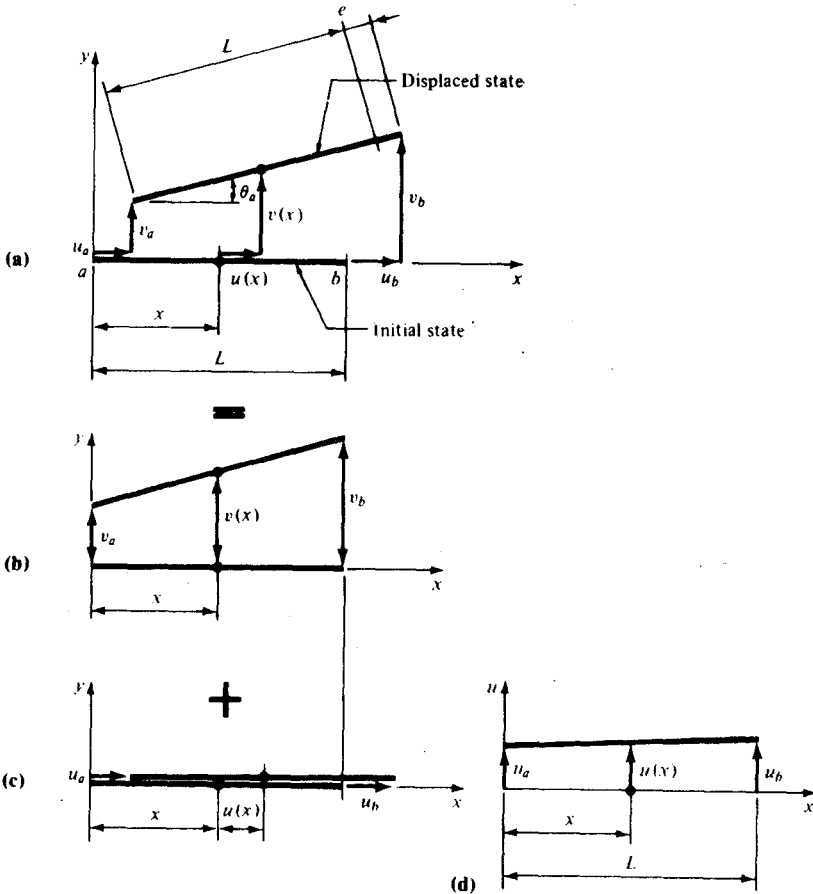 e
L
y
Displaced state
θa
v(x)
vb
va
ua
(a)
a
u(x)
b
ub
x
x
Initial state
L
y
vb
v(x)
va
(b)
x
x
y
u
ua
(c)
ub
x
x
u(x)
ua
u(x)
ub
x
x
L
(d)